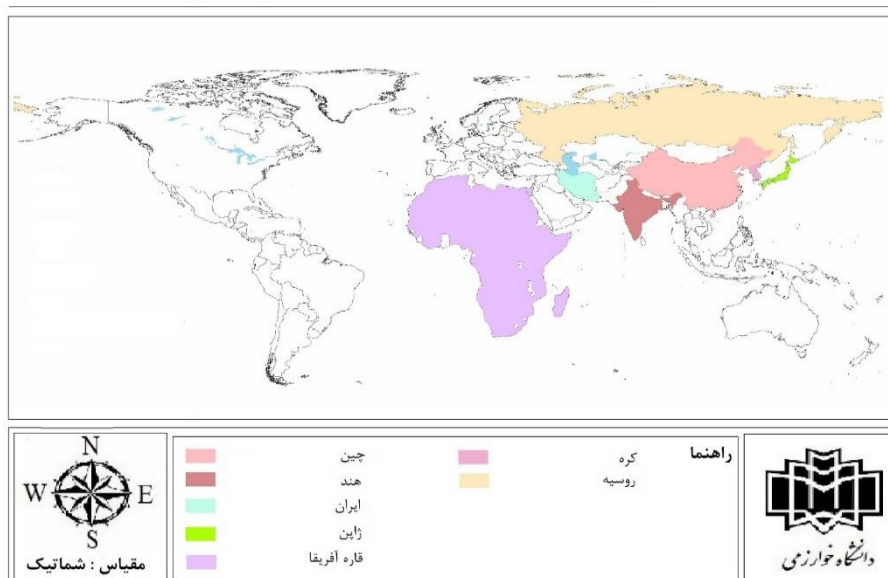 راهنما
چین
هند
ایران
ژاپن
قاره آفریقا
کره
روسیه
N
W E
S
مقیاس : شماتیک
دانشگاه خوارزمی